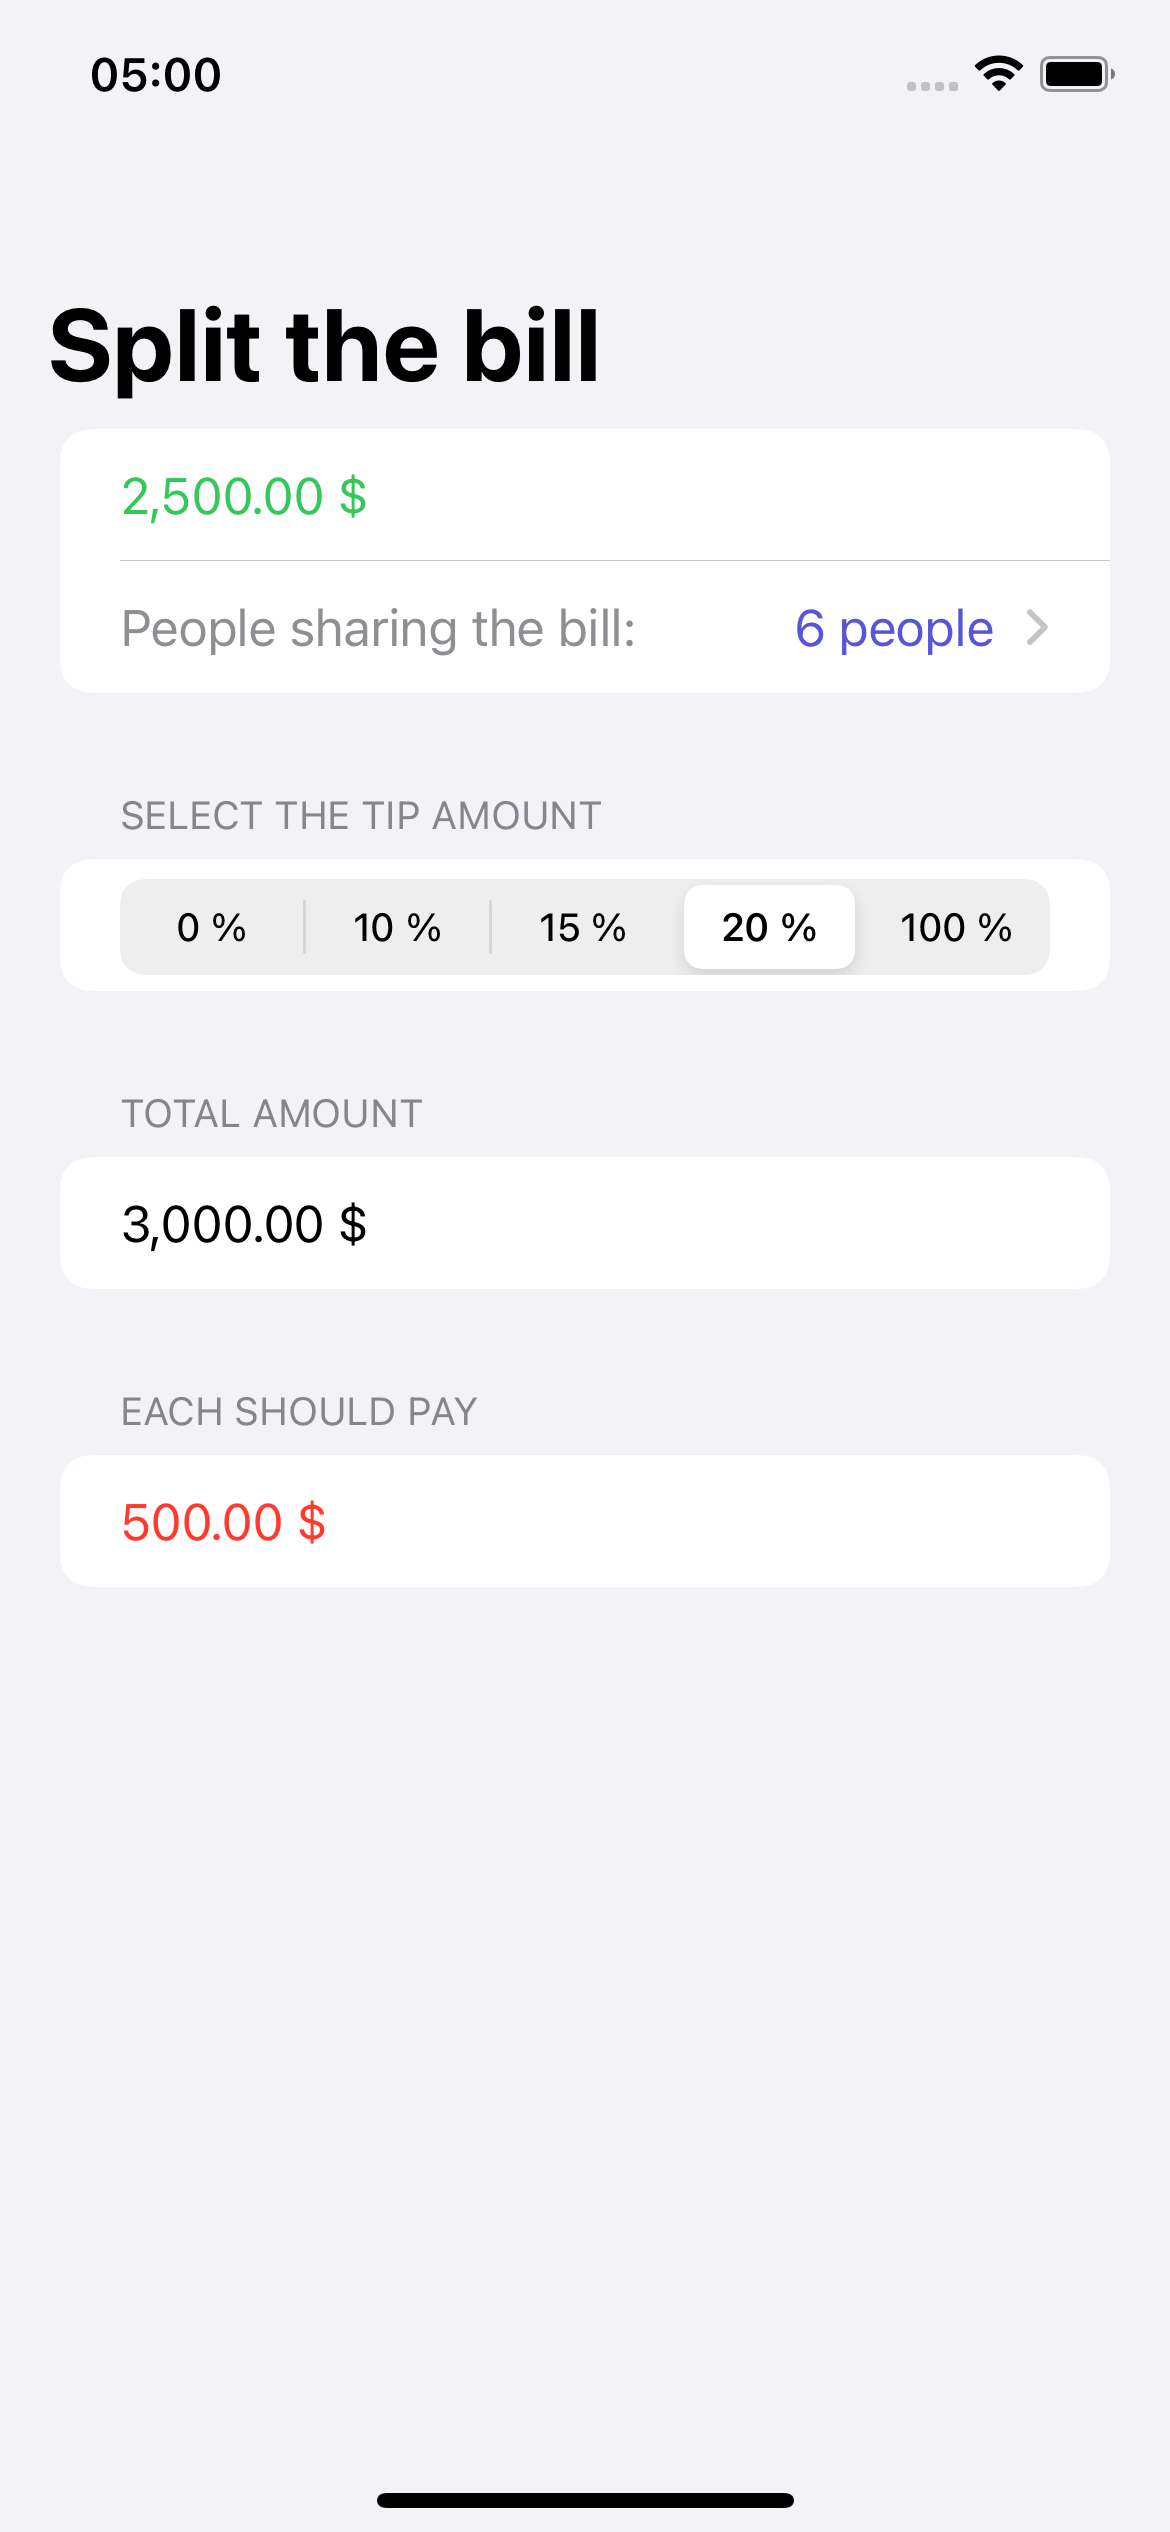 05:00
Split the bill
2,500.00 $
People sharing the bill: 6 people
SELECT THE TIP AMOUNT
0 % 10 % 15 % 20 % 100 %
TOTAL AMOUNT
3,000.00 $
EACH SHOULD PAY
500.00 $